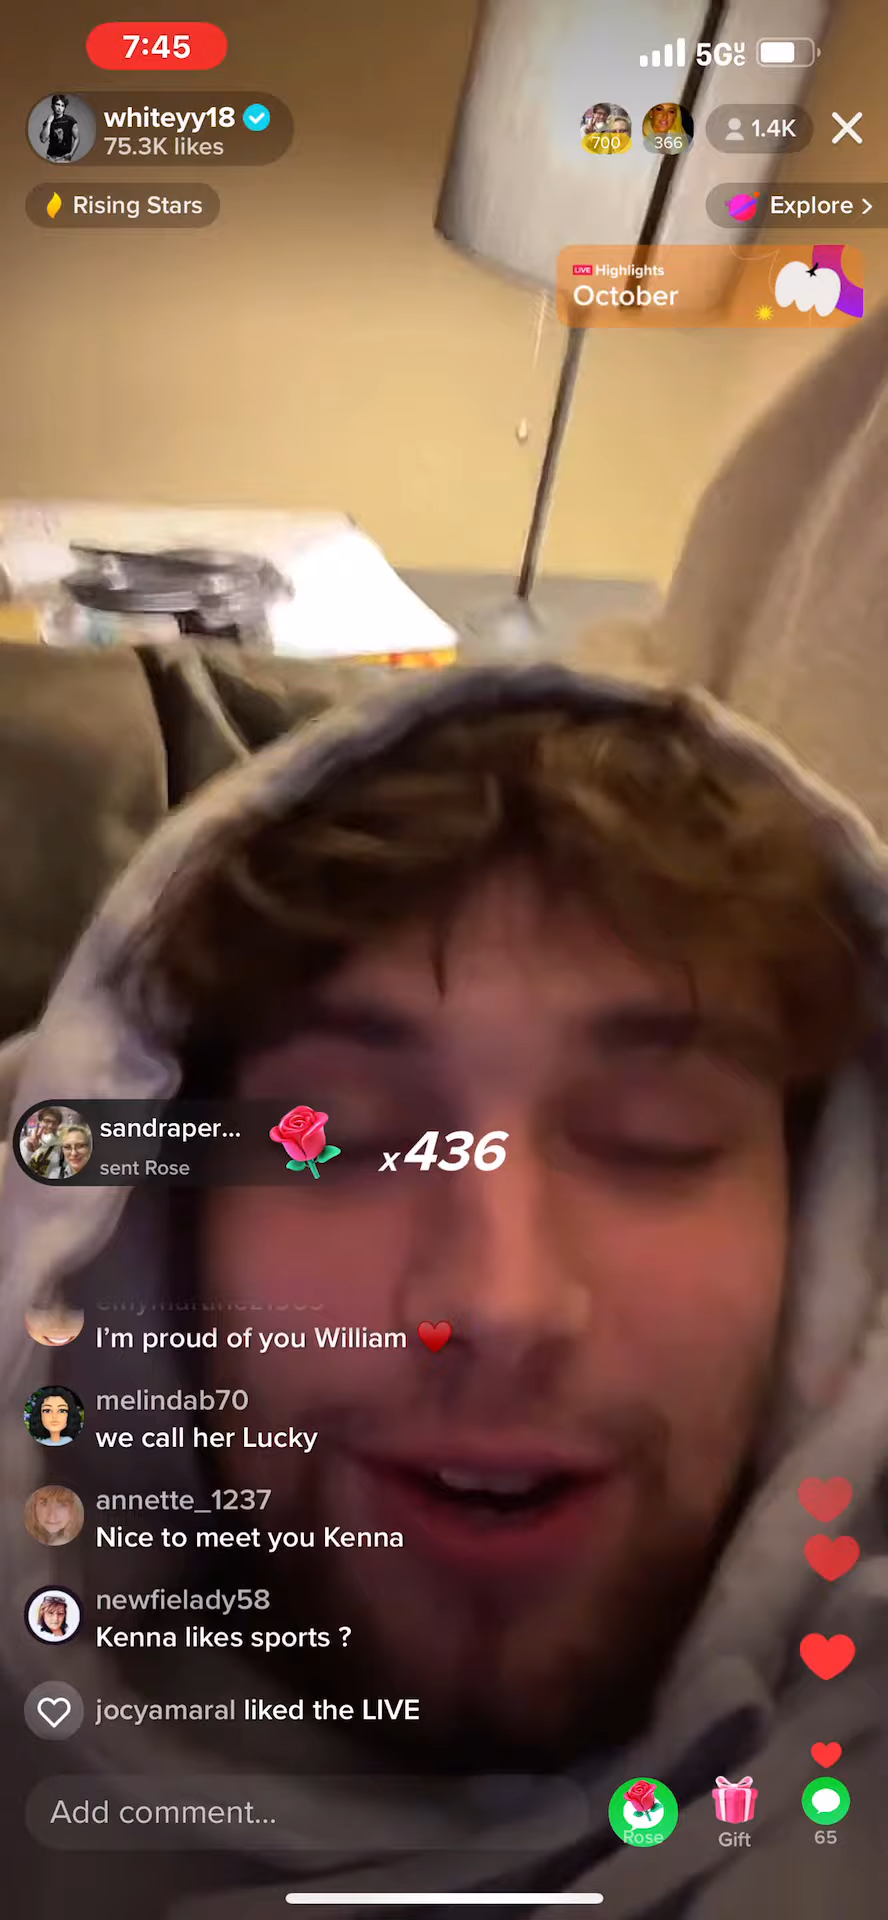 7:45
5G UC
whiteyy18
75.3K likes
700
366
1.4K
Rising Stars
Explore >
LIVE Highlights
October
sandraper...
sent Rose
x436
I'm proud of you William ♥
melindab70
we call her Lucky
annette_1237
Nice to meet you Kenna
newfielady58
Kenna likes sports ?
jocyamaral liked the LIVE
Add comment...
Rose
Gift
65